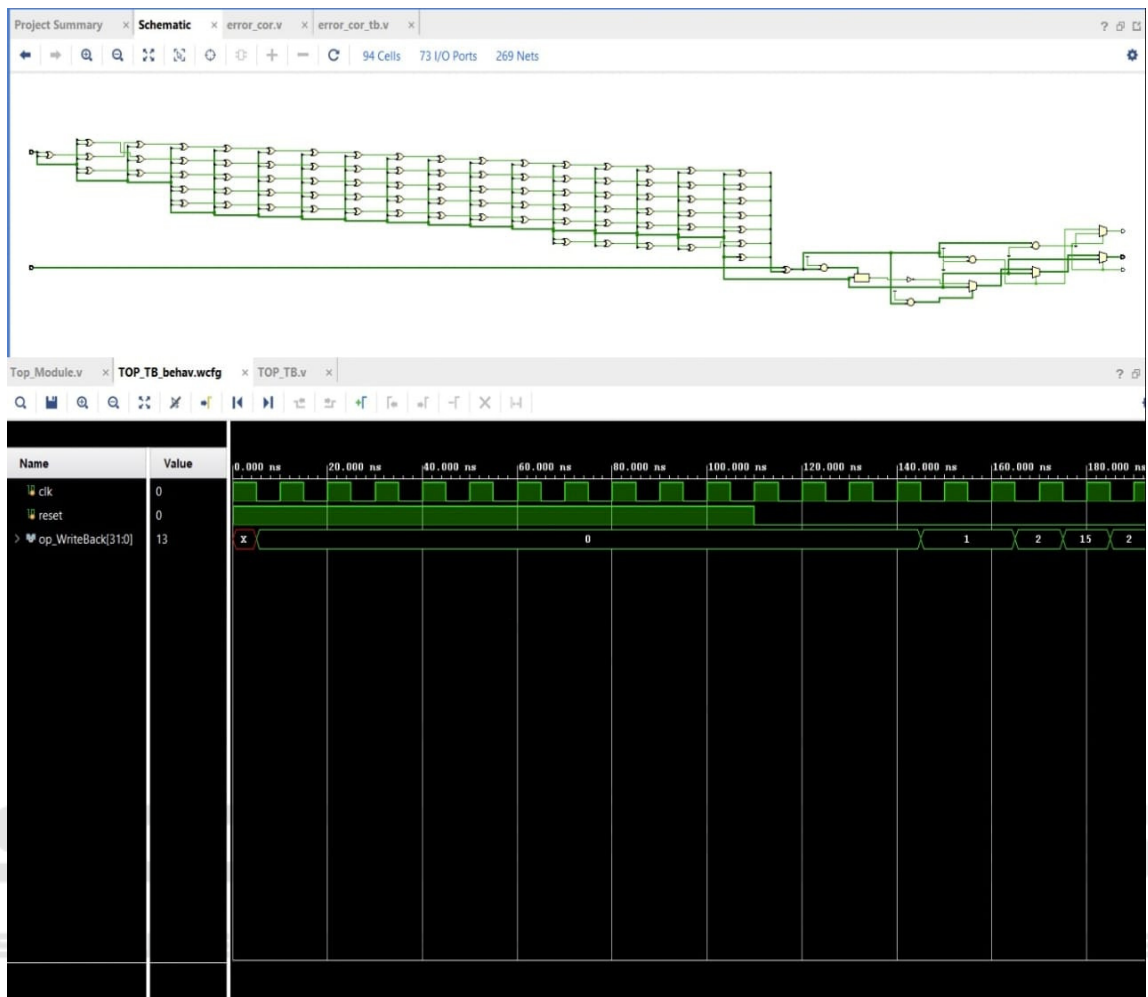 Project Summary × Schematic × error_cor.v × error_cor_tb.v × ?
94 Cells 73 I/O Ports 269 Nets
Top_Module.v × TOP_TB_behav.wcfg × TOP_TB.v × ?
Name Value 0.000 ns 20.000 ns 40.000 ns 60.000 ns 80.000 ns 100.000 ns 120.000 ns 140.000 ns 160.000 ns 180.000 ns
clk 0
reset 0
op_WriteBack[31:0] 13 X 0 1 2 15 2